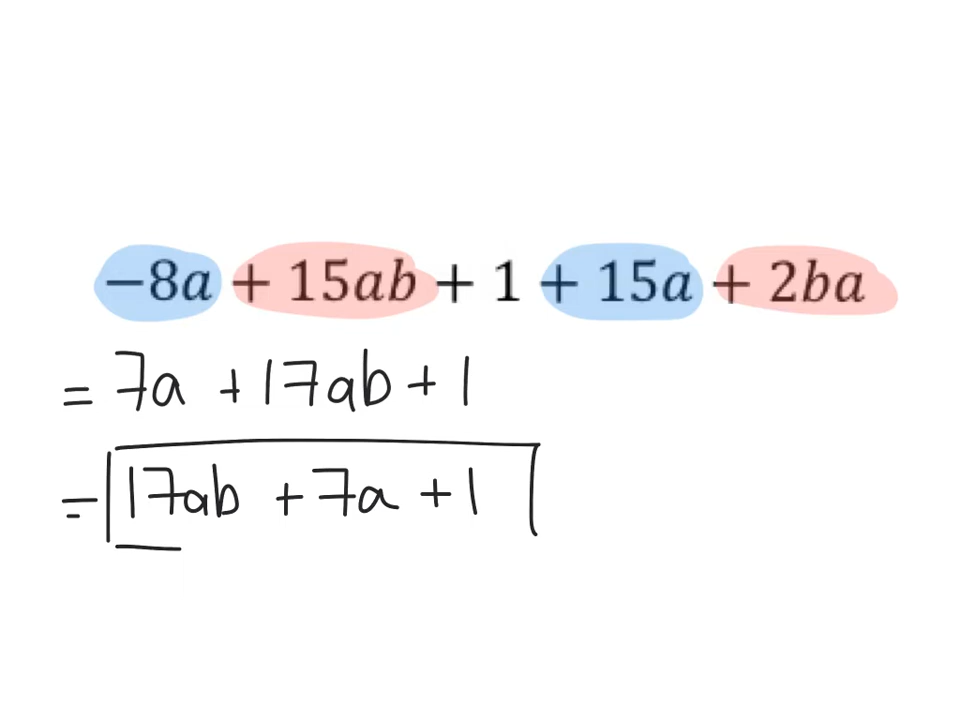 −8a + 15ab + 1 + 15a + 2ba
= 7a + 17ab + 1
= 17ab + 7a + 1